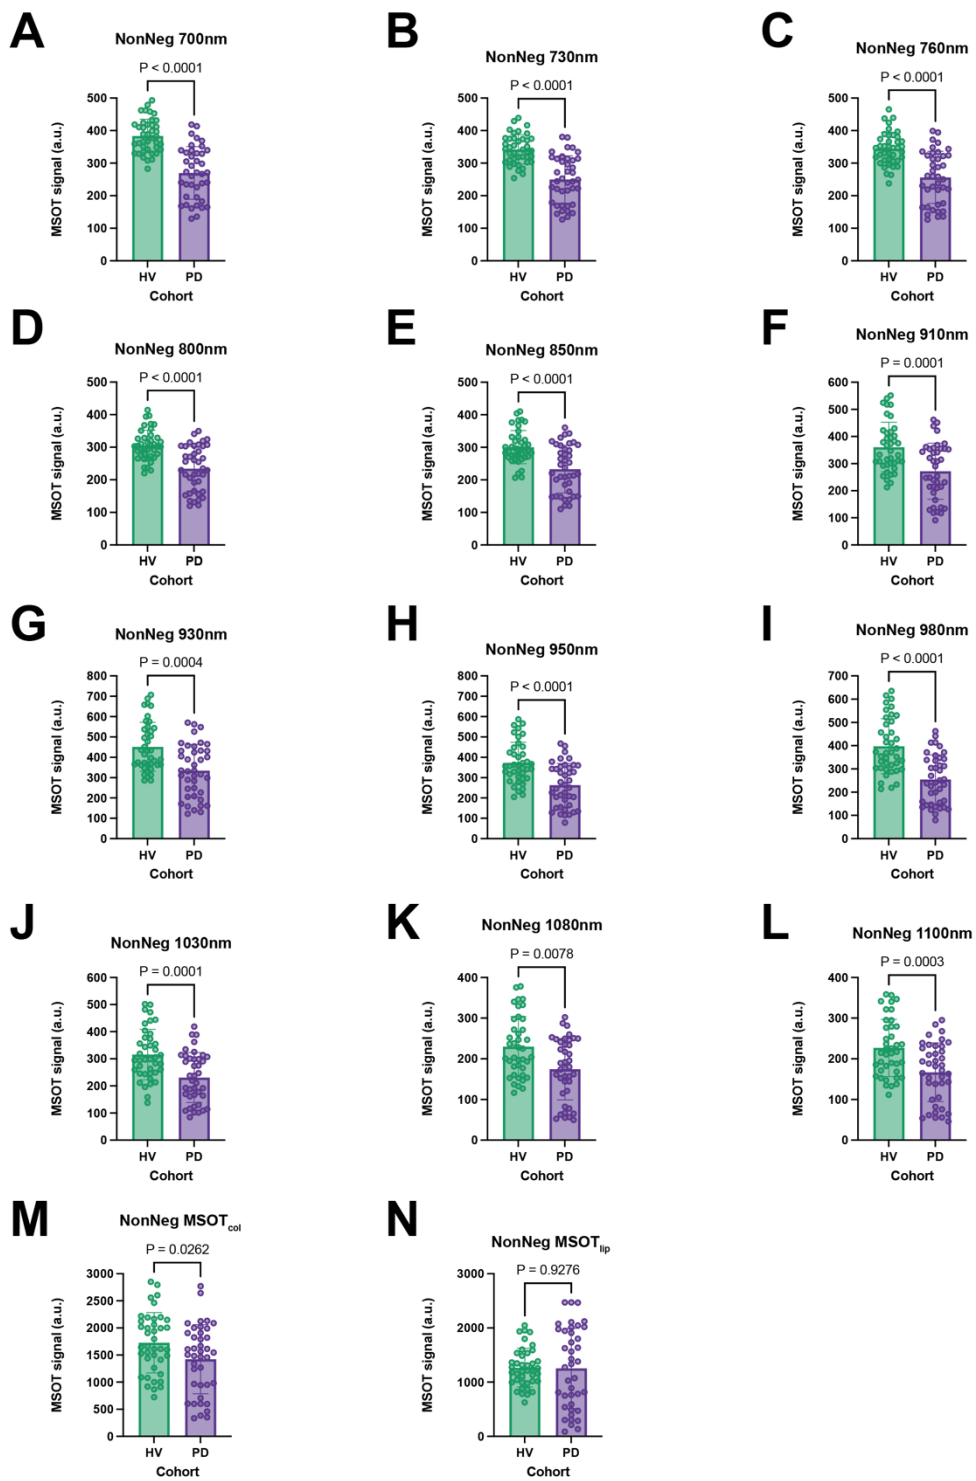 A
NonNeg 700nm
P < 0.0001
MSOT signal (a.u.)
500
400
300
200
100
0
HV PD
Cohort
B
NonNeg 730nm
P < 0.0001
MSOT signal (a.u.)
500
400
300
200
100
0
HV PD
Cohort
C
NonNeg 760nm
P < 0.0001
MSOT signal (a.u.)
500
400
300
200
100
0
HV PD
Cohort
D
NonNeg 800nm
P < 0.0001
MSOT signal (a.u.)
500
400
300
200
100
0
HV PD
Cohort
E
NonNeg 850nm
P < 0.0001
MSOT signal (a.u.)
500
400
300
200
100
0
HV PD
Cohort
F
NonNeg 910nm
P = 0.0001
MSOT signal (a.u.)
600
500
400
300
200
100
0
HV PD
Cohort
G
NonNeg 930nm
P = 0.0004
MSOT signal (a.u.)
800
700
600
500
400
300
200
100
0
HV PD
Cohort
H
NonNeg 950nm
P < 0.0001
MSOT signal (a.u.)
800
700
600
500
400
300
200
100
0
HV PD
Cohort
I
NonNeg 980nm
P < 0.0001
MSOT signal (a.u.)
700
600
500
400
300
200
100
0
HV PD
Cohort
J
NonNeg 1030nm
P = 0.0001
MSOT signal (a.u.)
600
500
400
300
200
100
0
HV PD
Cohort
K
NonNeg 1080nm
P = 0.0078
MSOT signal (a.u.)
400
300
200
100
0
HV PD
Cohort
L
NonNeg 1100nm
P = 0.0003
MSOT signal (a.u.)
400
300
200
100
0
HV PD
Cohort
M
NonNeg MSOTcol
P = 0.0262
MSOT signal (a.u.)
3000
2500
2000
1500
1000
500
0
HV PD
Cohort
N
NonNeg MSOTlip
P = 0.9276
MSOT signal (a.u.)
3000
2000
1000
0
HV PD
Cohort